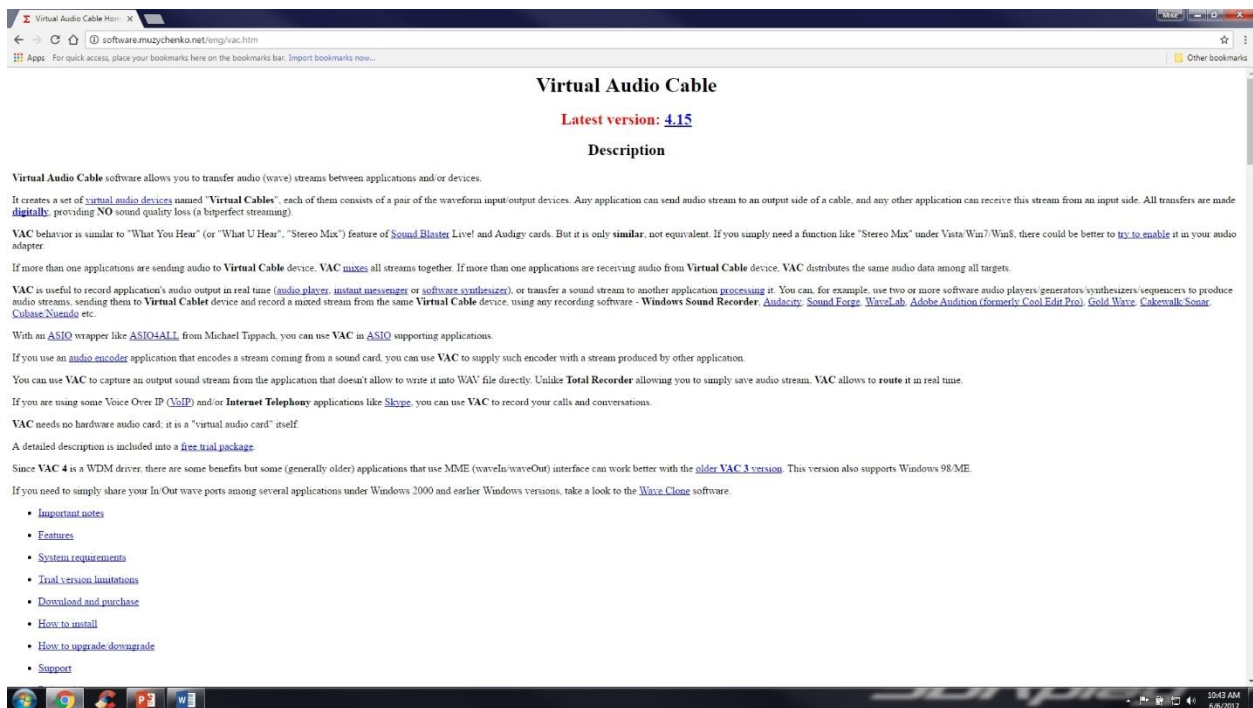 Virtual Audio Cable Hom
Mike
software.muzychenko.net/eng/vac.htm
Apps For quick access, place your bookmarks here on the bookmarks bar. Import bookmarks now...
Other bookmarks
Virtual Audio Cable
Latest version: 4.15
Description
Virtual Audio Cable software allows you to transfer audio (wave) streams between applications and/or devices.
It creates a set of virtual audio devices named "Virtual Cables", each of them consists of a pair of the waveform input/output devices. Any application can send audio stream to an output side of a cable, and any other application can receive this stream from an input side. All transfers are made
digitally, providing NO sound quality loss (a bitperfect streaming).
VAC behavior is similar to "What You Hear" (or "What U Hear", "Stereo Mix") feature of Sound Blaster Live! and Audigy cards. But it is only similar, not equivalent. If you simply need a function like "Stereo Mix" under Vista/Win7/Win8, there could be better to try to enable it in your audio
adapter.
If more than one applications are sending audio to Virtual Cable device, VAC mixes all streams together. If more than one applications are receiving audio from Virtual Cable device, VAC distributes the same audio data among all targets.
VAC is useful to record application's audio output in real time (audio player, instant messenger or software synthesizer), or transfer a sound stream to another application processing it. You can, for example, use two or more software audio players/generators/synthesizers/sequencers to produce
audio streams, sending them to Virtual Cablet device and record a mixed stream from the same Virtual Cable device, using any recording software - Windows Sound Recorder, Audacity, Sound Forge, WaveLab, Adobe Audition (formerly Cool Edit Pro), Gold Wave, Cakewalk/Sonar,
Cubase/Nuendo etc.
With an ASIO wrapper like ASIO4ALL from Michael Tippach, you can use VAC in ASIO supporting applications.
If you use an audio encoder application that encodes a stream coming from a sound card, you can use VAC to supply such encoder with a stream produced by other application.
You can use VAC to capture an output sound stream from the application that doesn't allow to write it into WAV file directly. Unlike Total Recorder allowing you to simply save audio stream, VAC allows to route it in real time.
If you are using some Voice Over IP (VoIP) and/or Internet Telephony applications like Skype, you can use VAC to record your calls and conversations.
VAC needs no hardware audio card; it is a "virtual audio card" itself.
A detailed description is included into a free trial package.
Since VAC 4 is a WDM driver, there are some benefits but some (generally older) applications that use MME (waveIn/waveOut) interface can work better with the older VAC 3 version. This version also supports Windows 98/ME.
If you need to simply share your In/Out wave ports among several applications under Windows 2000 and earlier Windows versions, take a look to the Wave Clone software.
• Important notes
• Features
• System requirements
• Trial version limitations
• Download and purchase
• How to install
• How to upgrade/downgrade
• Support
10:43 AM
6/6/2017